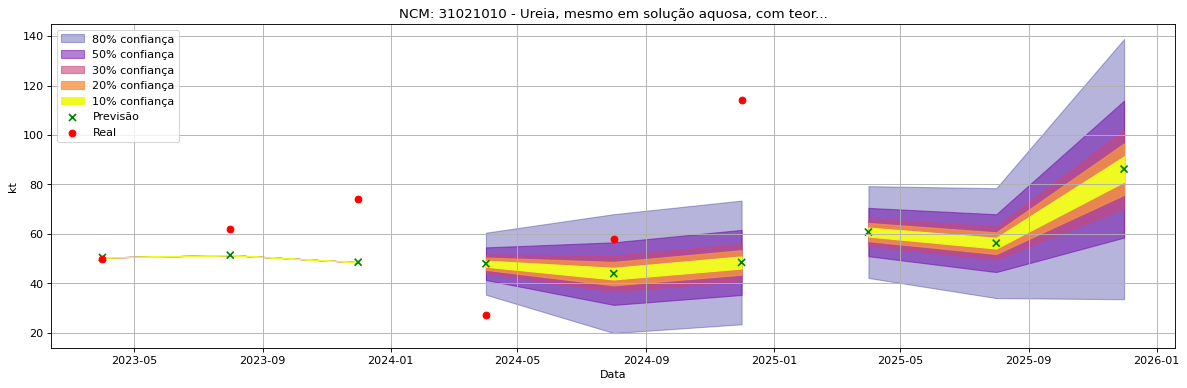 NCM: 31021010 - Ureia, mesmo em solução aquosa, com teor...
140
120
100
80
60
40
20
kt
80% confiança
50% confiança
30% confiança
20% confiança
10% confiança
Previsão
Real
2023-05
2023-09
2024-01
2024-05
2024-09
2025-01
2025-05
2025-09
2026-01
Data